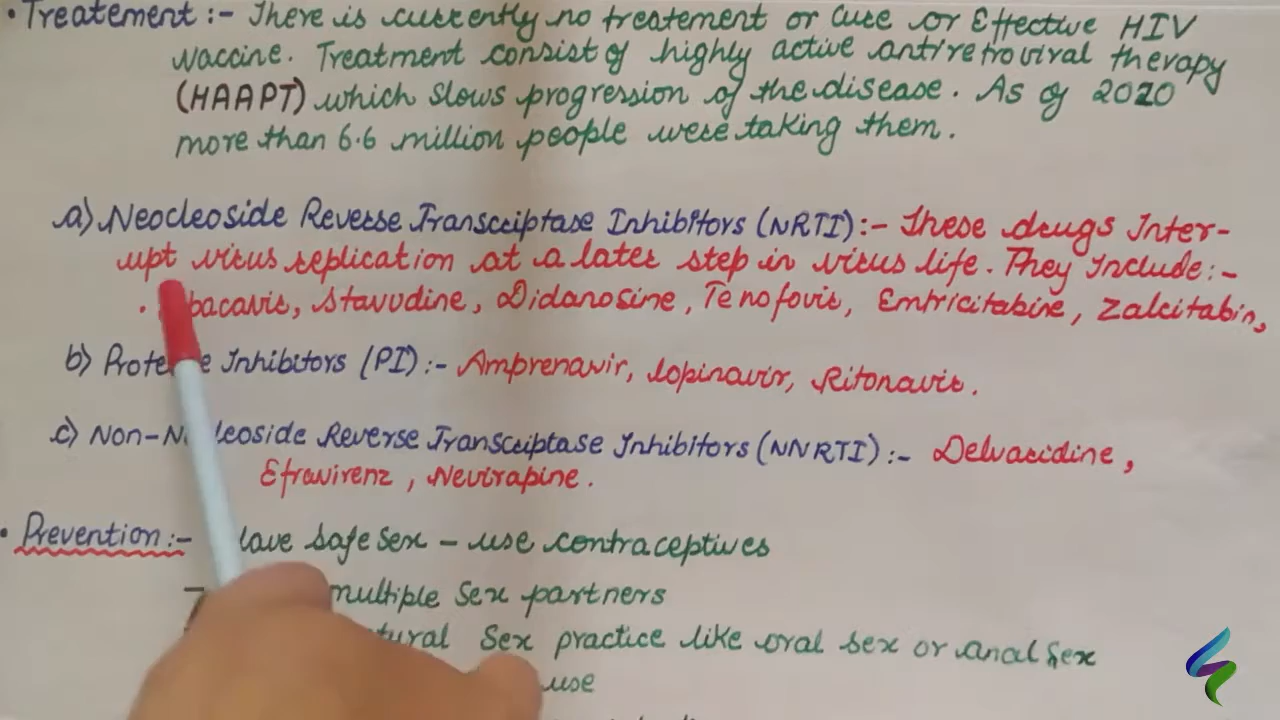 • Treatement :- There is currently no treatement or cure or Effective HIV
vaccine. Treatment consist of highly active antiretroviral therapy
(HAAPT) which slows progression of the disease. As of 2020
more than 6.6 million people were taking them.
a) Neocleoside Reverse Transcriptase Inhibitors (NRTI) :- These drugs Inter-
upt virus replication at a later step in virus life. They Include :-
• bacavir, Stavudine, Didanosine, Tenofovir, Emtricitabine, Zalcitabin,
b) Prote e Inhibitors (PI) :- Amprenavir, lopinavir, Ritonavir.
c) Non-N leoside Reverse Transcriptase Inhibitors (NNRTI) :- Delvaridine,
Efravirenz, Nevirapine.
• Prevention :- ave safe sex - use contraceptives
- multiple sex partners
tural sex practice like oral sex or anal sex
use